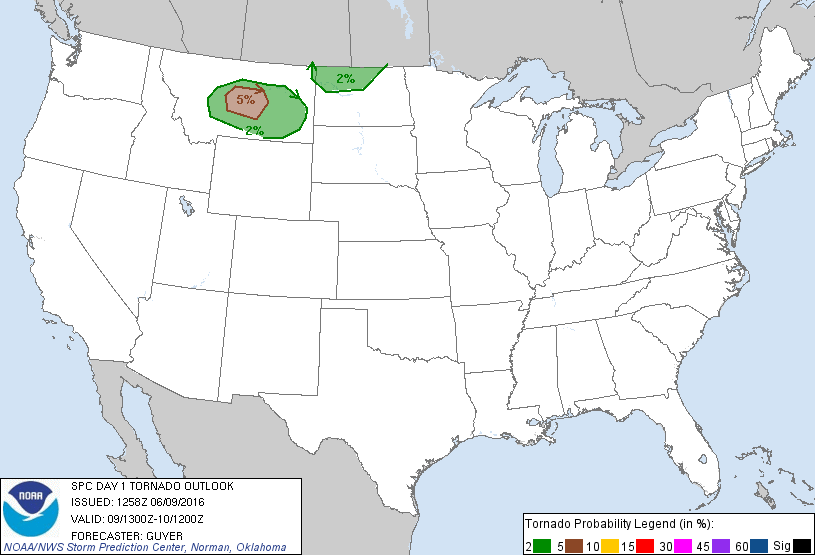 2%
5%
2%
NOAA
SPC DAY 1 TORNADO OUTLOOK
ISSUED: 1258Z 06/09/2016
VALID: 09/1300Z-10/1200Z
FORECASTER: GUYER
NOAA/NWS Storm Prediction Center, Norman, Oklahoma
Tornado Probability Legend (in %):
2 5 10 15 30 45 60 Sig